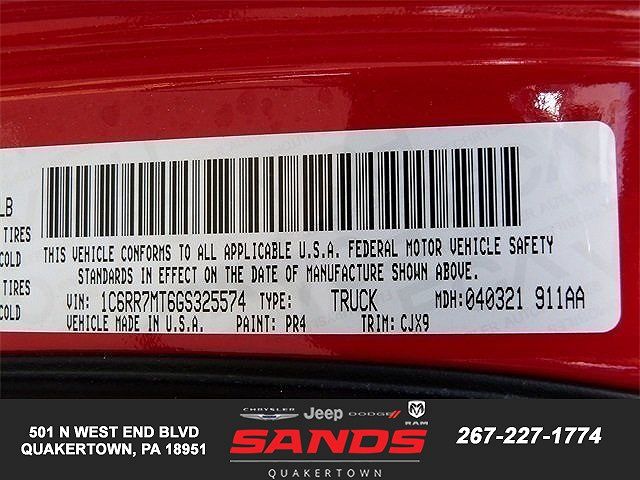 LB
TIRES
COLD
TIRES
COLD
THIS VEHICLE CONFORMS TO ALL APPLICABLE U.S.A. FEDERAL MOTOR VEHICLE SAFETY
STANDARDS IN EFFECT ON THE DATE OF MANUFACTURE SHOWN ABOVE.
VIN: 1C6RR7MT6GS325574 TYPE: TRUCK MDH: 040321 911AA
VEHICLE MADE IN U.S.A. PAINT: PR4 TRIM: CJX9
501 N WEST END BLVD
QUAKERTOWN, PA 18951
CHRYSLER Jeep DODGE RAM
SANDS
QUAKERTOWN
267-227-1774